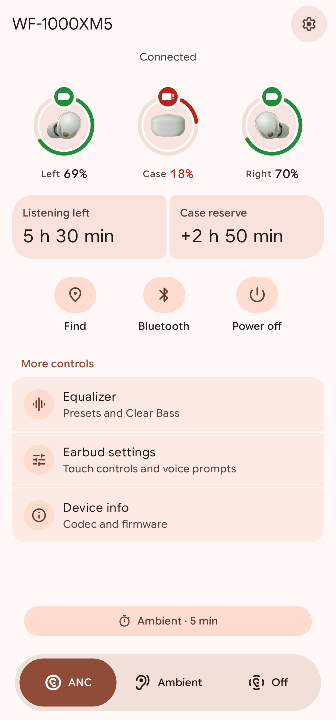 WF-1000XM5
Connected
Left 69%
Case 18%
Right 70%
Listening left
5 h 30 min
Case reserve
+2 h 50 min
Find
Bluetooth
Power off
More controls
Equalizer
Presets and Clear Bass
Earbud settings
Touch controls and voice prompts
Device info
Codec and firmware
Ambient · 5 min
ANC
Ambient
Off